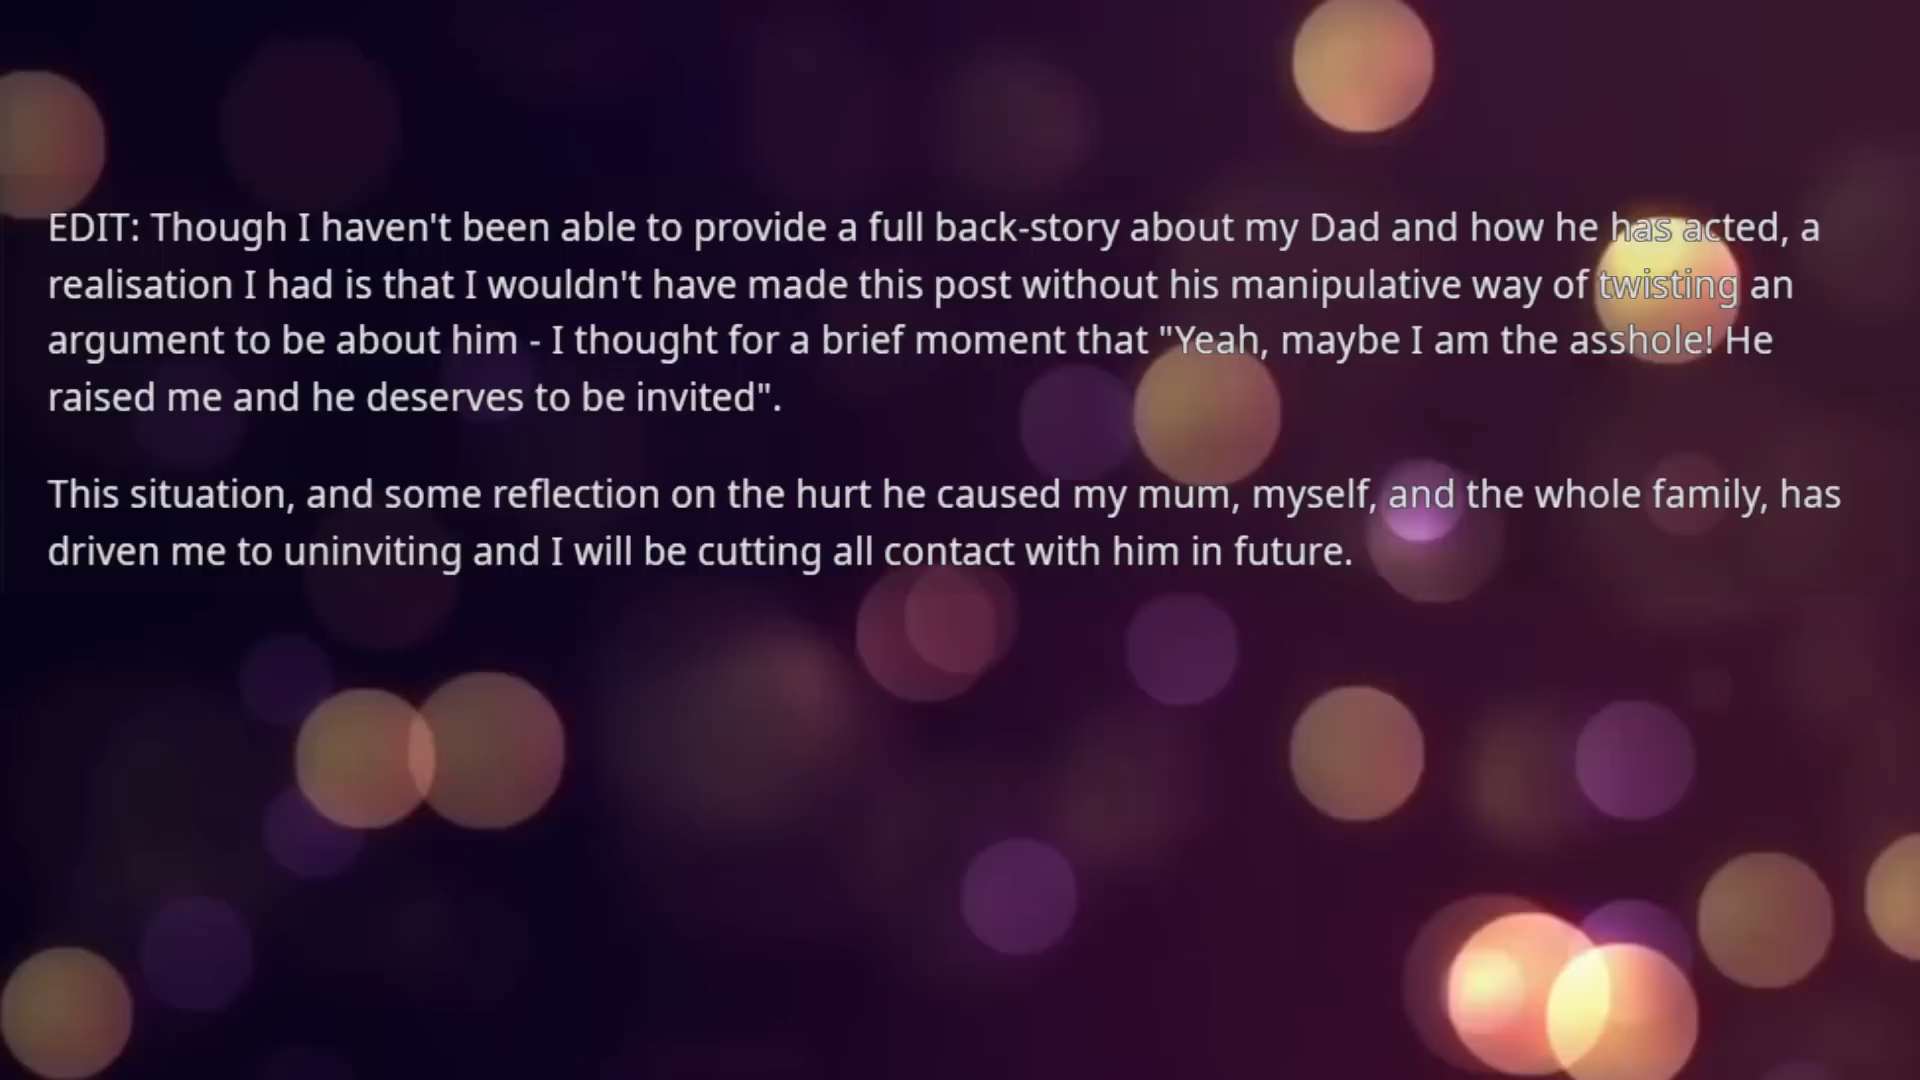 EDIT: Though I haven't been able to provide a full back-story about my Dad and how he has acted, a
realisation I had is that I wouldn't have made this post without his manipulative way of twisting an
argument to be about him - I thought for a brief moment that "Yeah, maybe I am the asshole! He
raised me and he deserves to be invited".
This situation, and some reflection on the hurt he caused my mum, myself, and the whole family, has
driven me to uninviting and I will be cutting all contact with him in future.